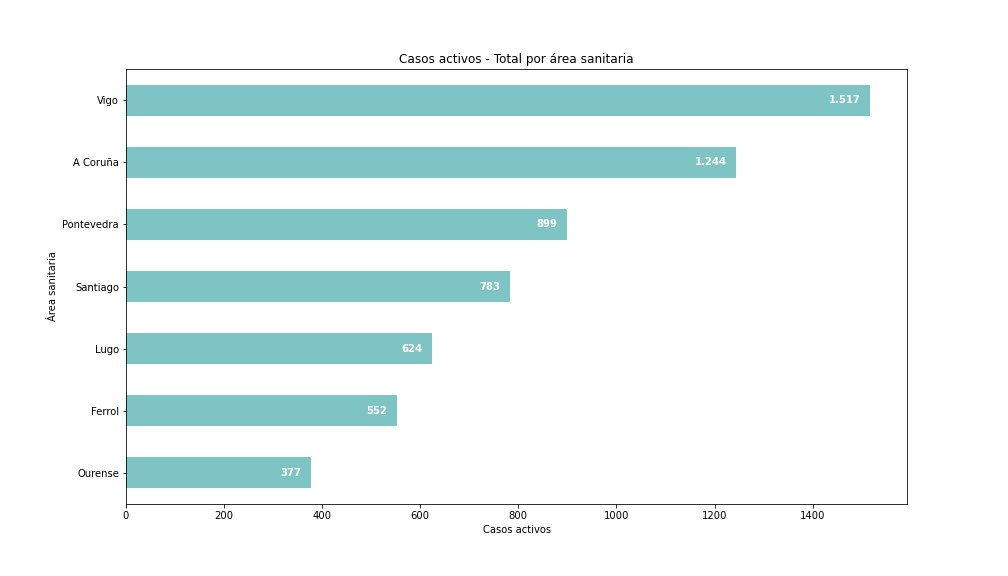 Casos activos - Total por área sanitaria
Vigo
1.517
A Coruña
1.244
Pontevedra
899
Santiago
783
Lugo
624
Ferrol
552
Ourense
377
Área sanitaria
0 200 400 600 800 1000 1200 1400
Casos activos